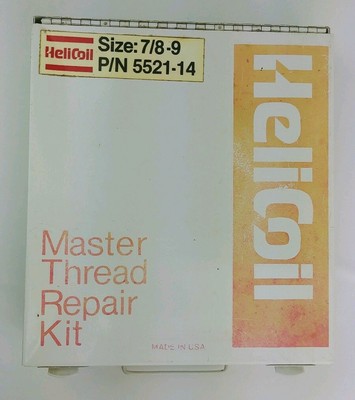 HeliCoil
Size: 7/8-9
P/N 5521-14
HeliCoil
Master
Thread
Repair
Kit
MADE IN USA